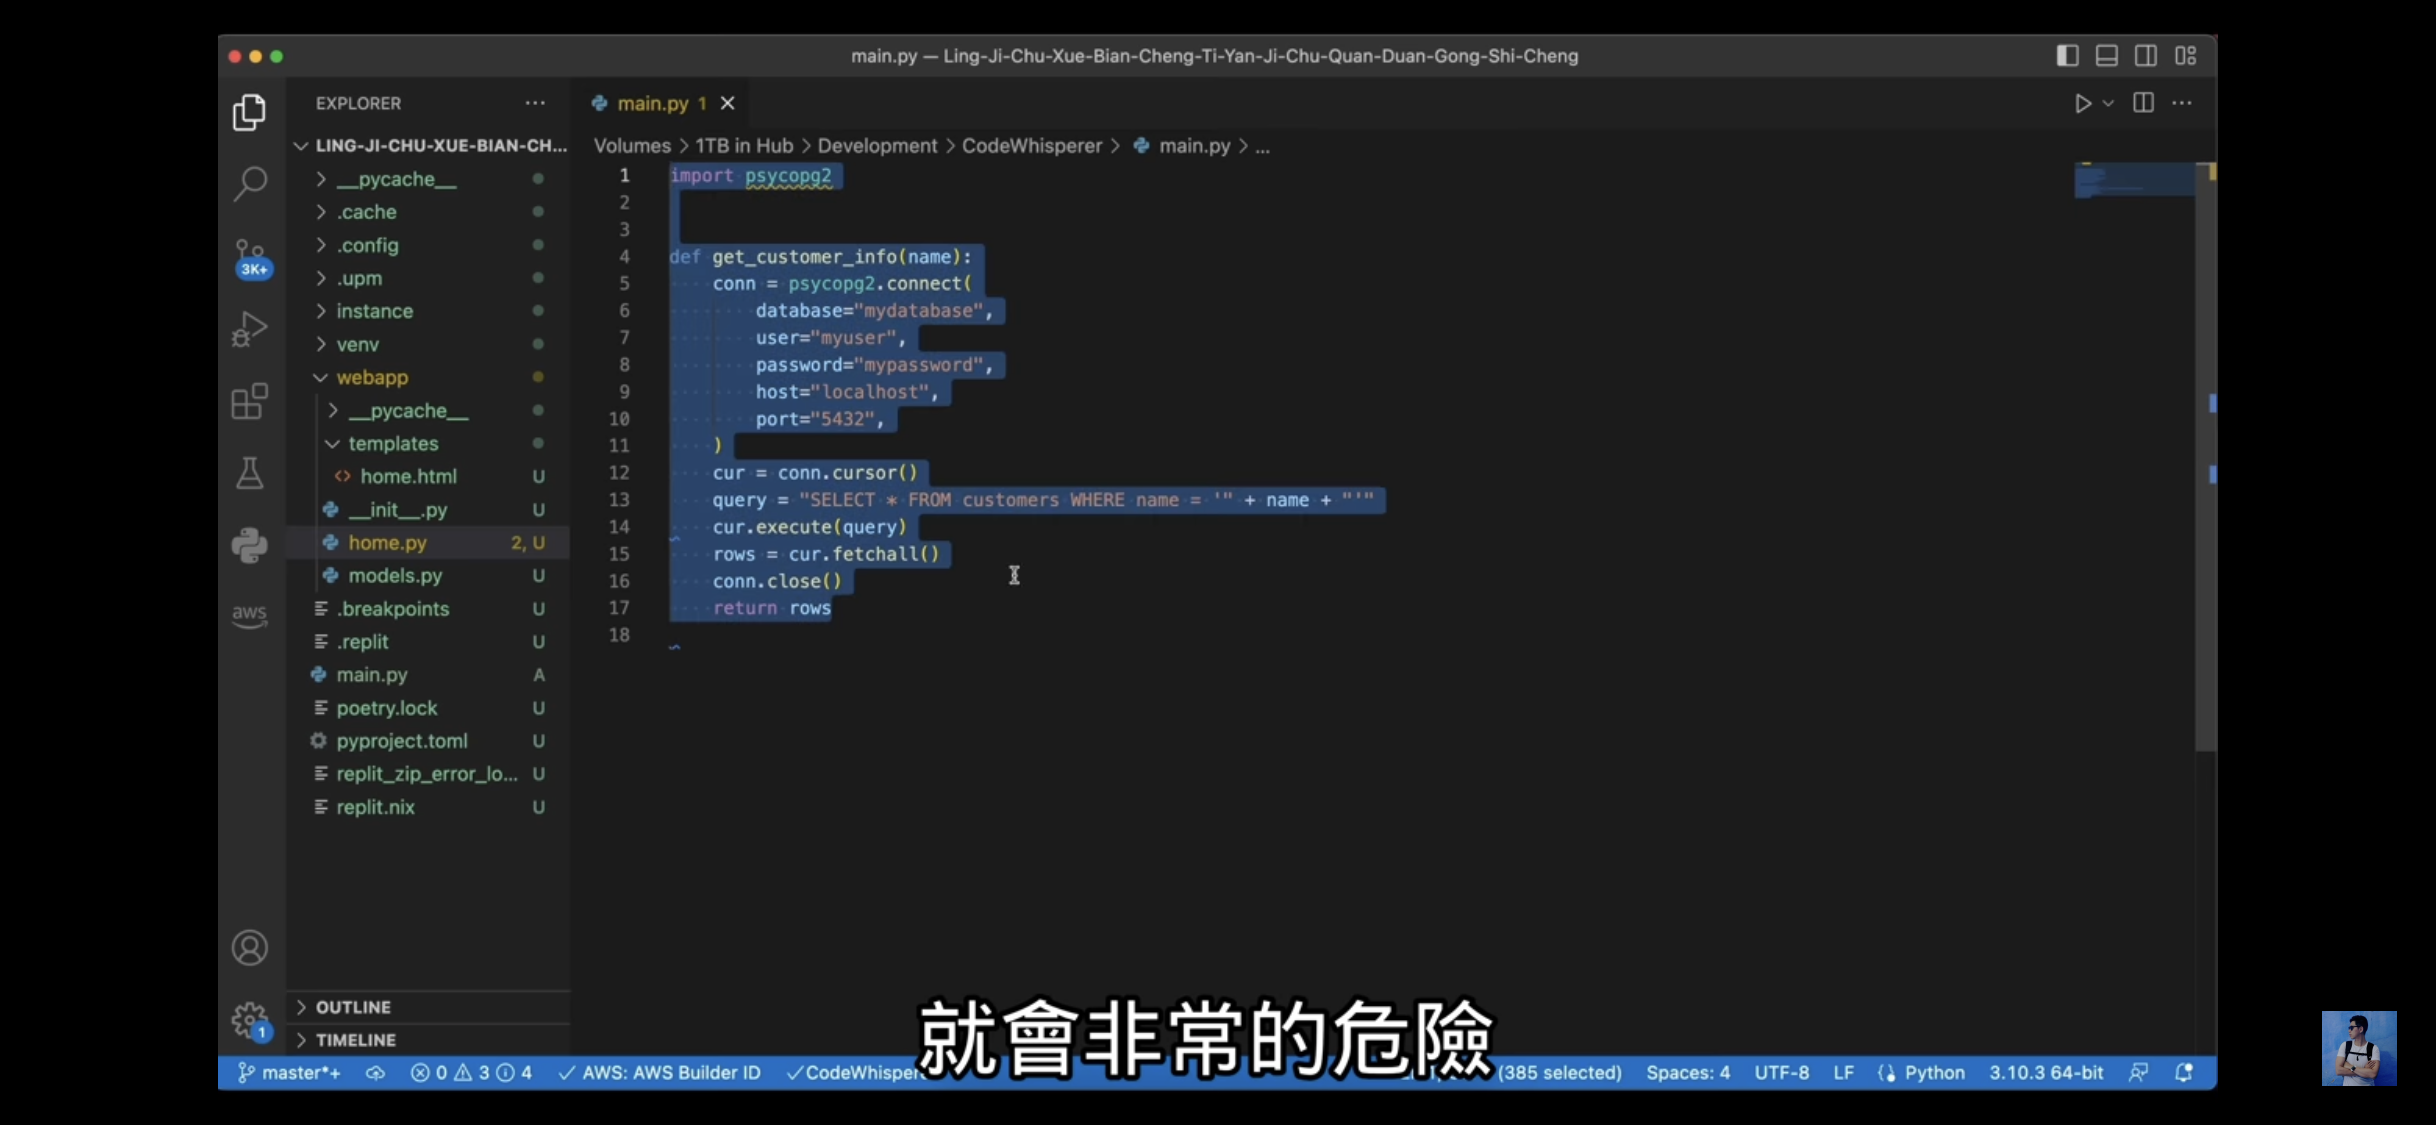 main.py — Ling-Ji-Chu-Xue-Bian-Cheng-Ti-Yan-Ji-Chu-Quan-Duan-Gong-Shi-Cheng
EXPLORER
LING-JI-CHU-XUE-BIAN-CH...
__pycache__
.cache
.config
.upm
instance
venv
webapp
__pycache__
templates
home.html U
__init__.py U
home.py 2, U
models.py U
.breakpoints U
.replit U
main.py A
poetry.lock U
pyproject.toml U
replit_zip_error_lo... U
replit.nix U
OUTLINE
TIMELINE
3K+
aws
1
main.py 1
Volumes > 1TB in Hub > Development > CodeWhisperer > main.py > ...
1 import psycopg2
2
3
4 def get_customer_info(name):
5 conn = psycopg2.connect(
6 database="mydatabase",
7 user="myuser",
8 password="mypassword",
9 host="localhost",
10 port="5432",
11 )
12 cur = conn.cursor()
13 query = "SELECT * FROM customers WHERE name = '" + name + "'"
14 cur.execute(query)
15 rows = cur.fetchall()
16 conn.close()
17 return rows
18
就會非常的危險
master*+ 0 3 4 AWS: AWS Builder ID CodeWhisper (385 selected) Spaces: 4 UTF-8 LF Python 3.10.3 64-bit